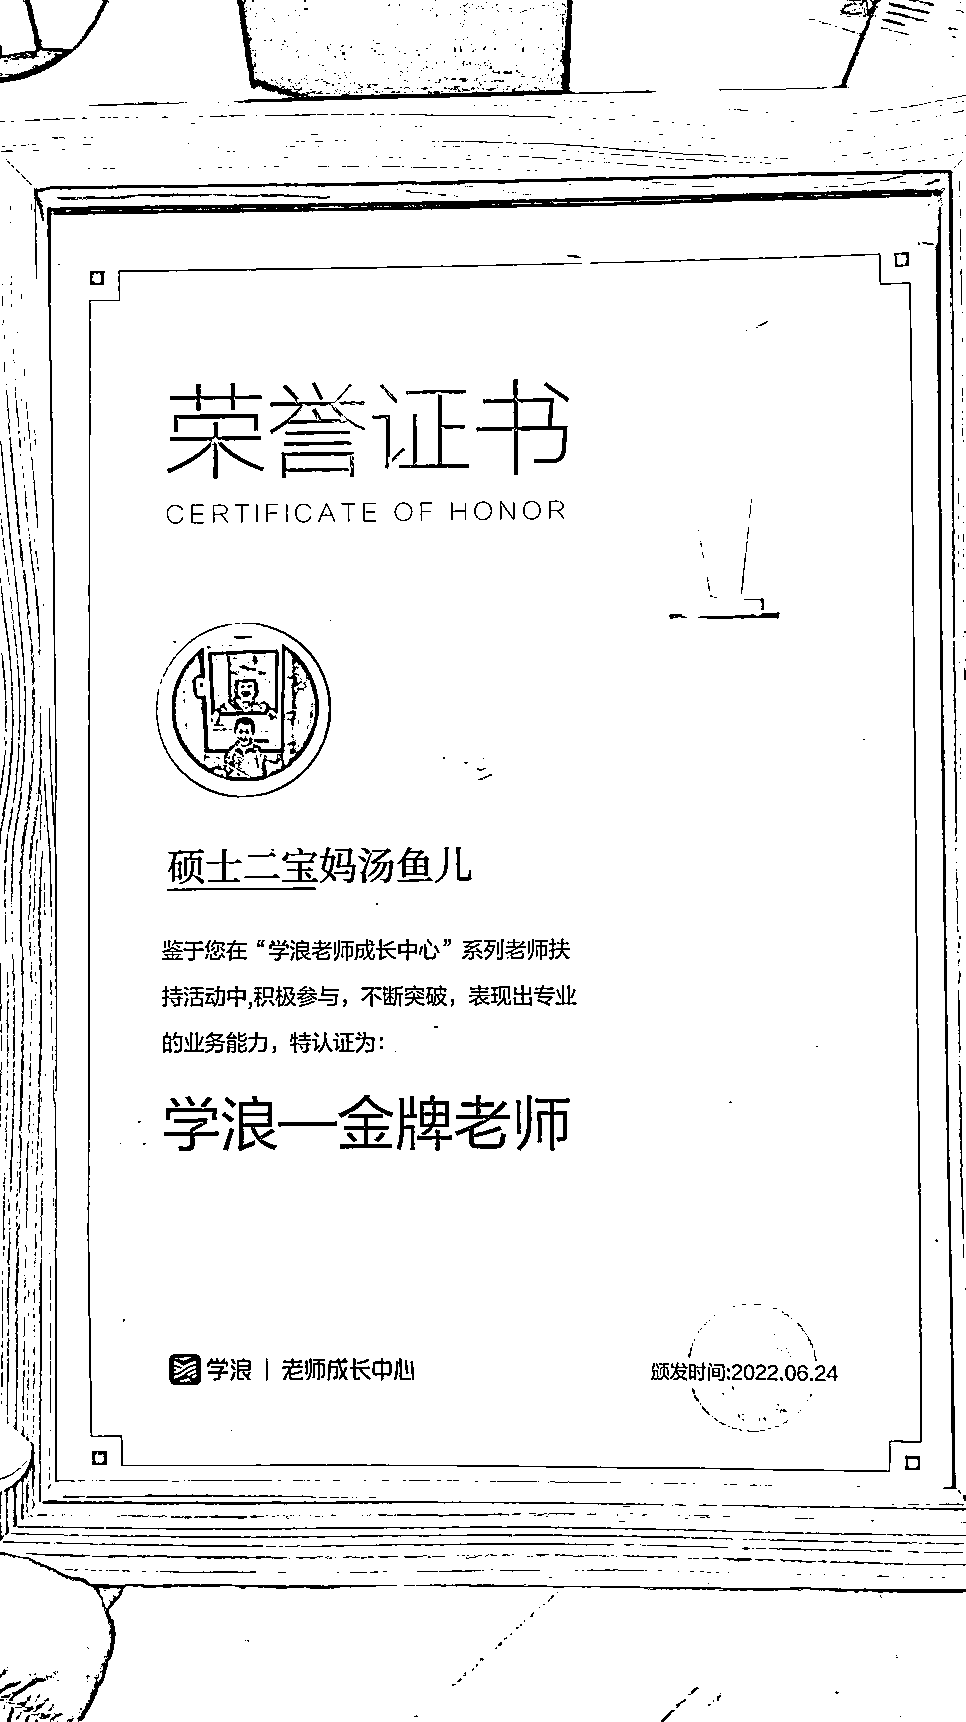 荣誉证书
CERTIFICATE OF HONOR
硕士二宝妈汤鱼儿
鉴于您在“学浪老师成长中心”系列老师扶
持活动中,积极参与，不断突破，表现出专业
的业务能力，特认证为：
学浪—金牌老师
学浪｜老师成长中心
颁发时间:2022.06.24